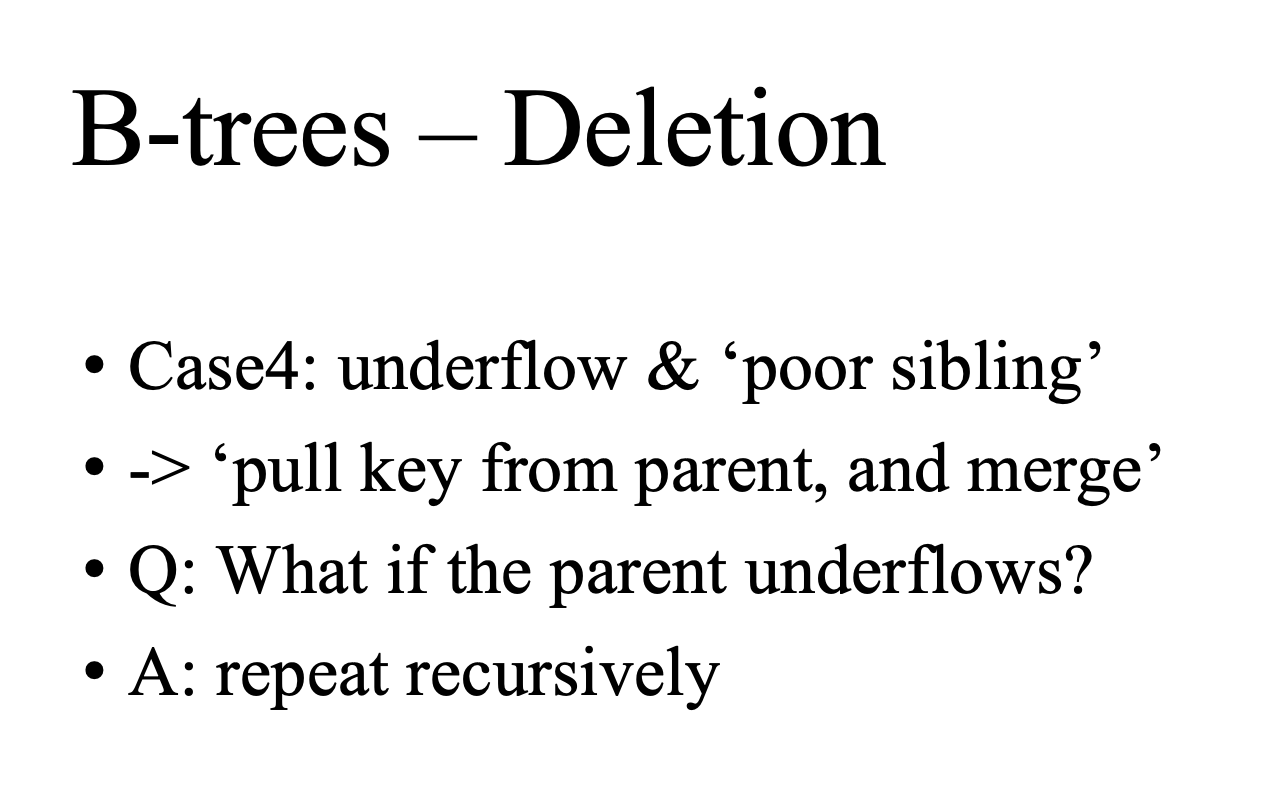 B-trees – Deletion
• Case4: underflow & ‘poor sibling’
• -> ‘pull key from parent, and merge’
• Q: What if the parent underflows?
• A: repeat recursively